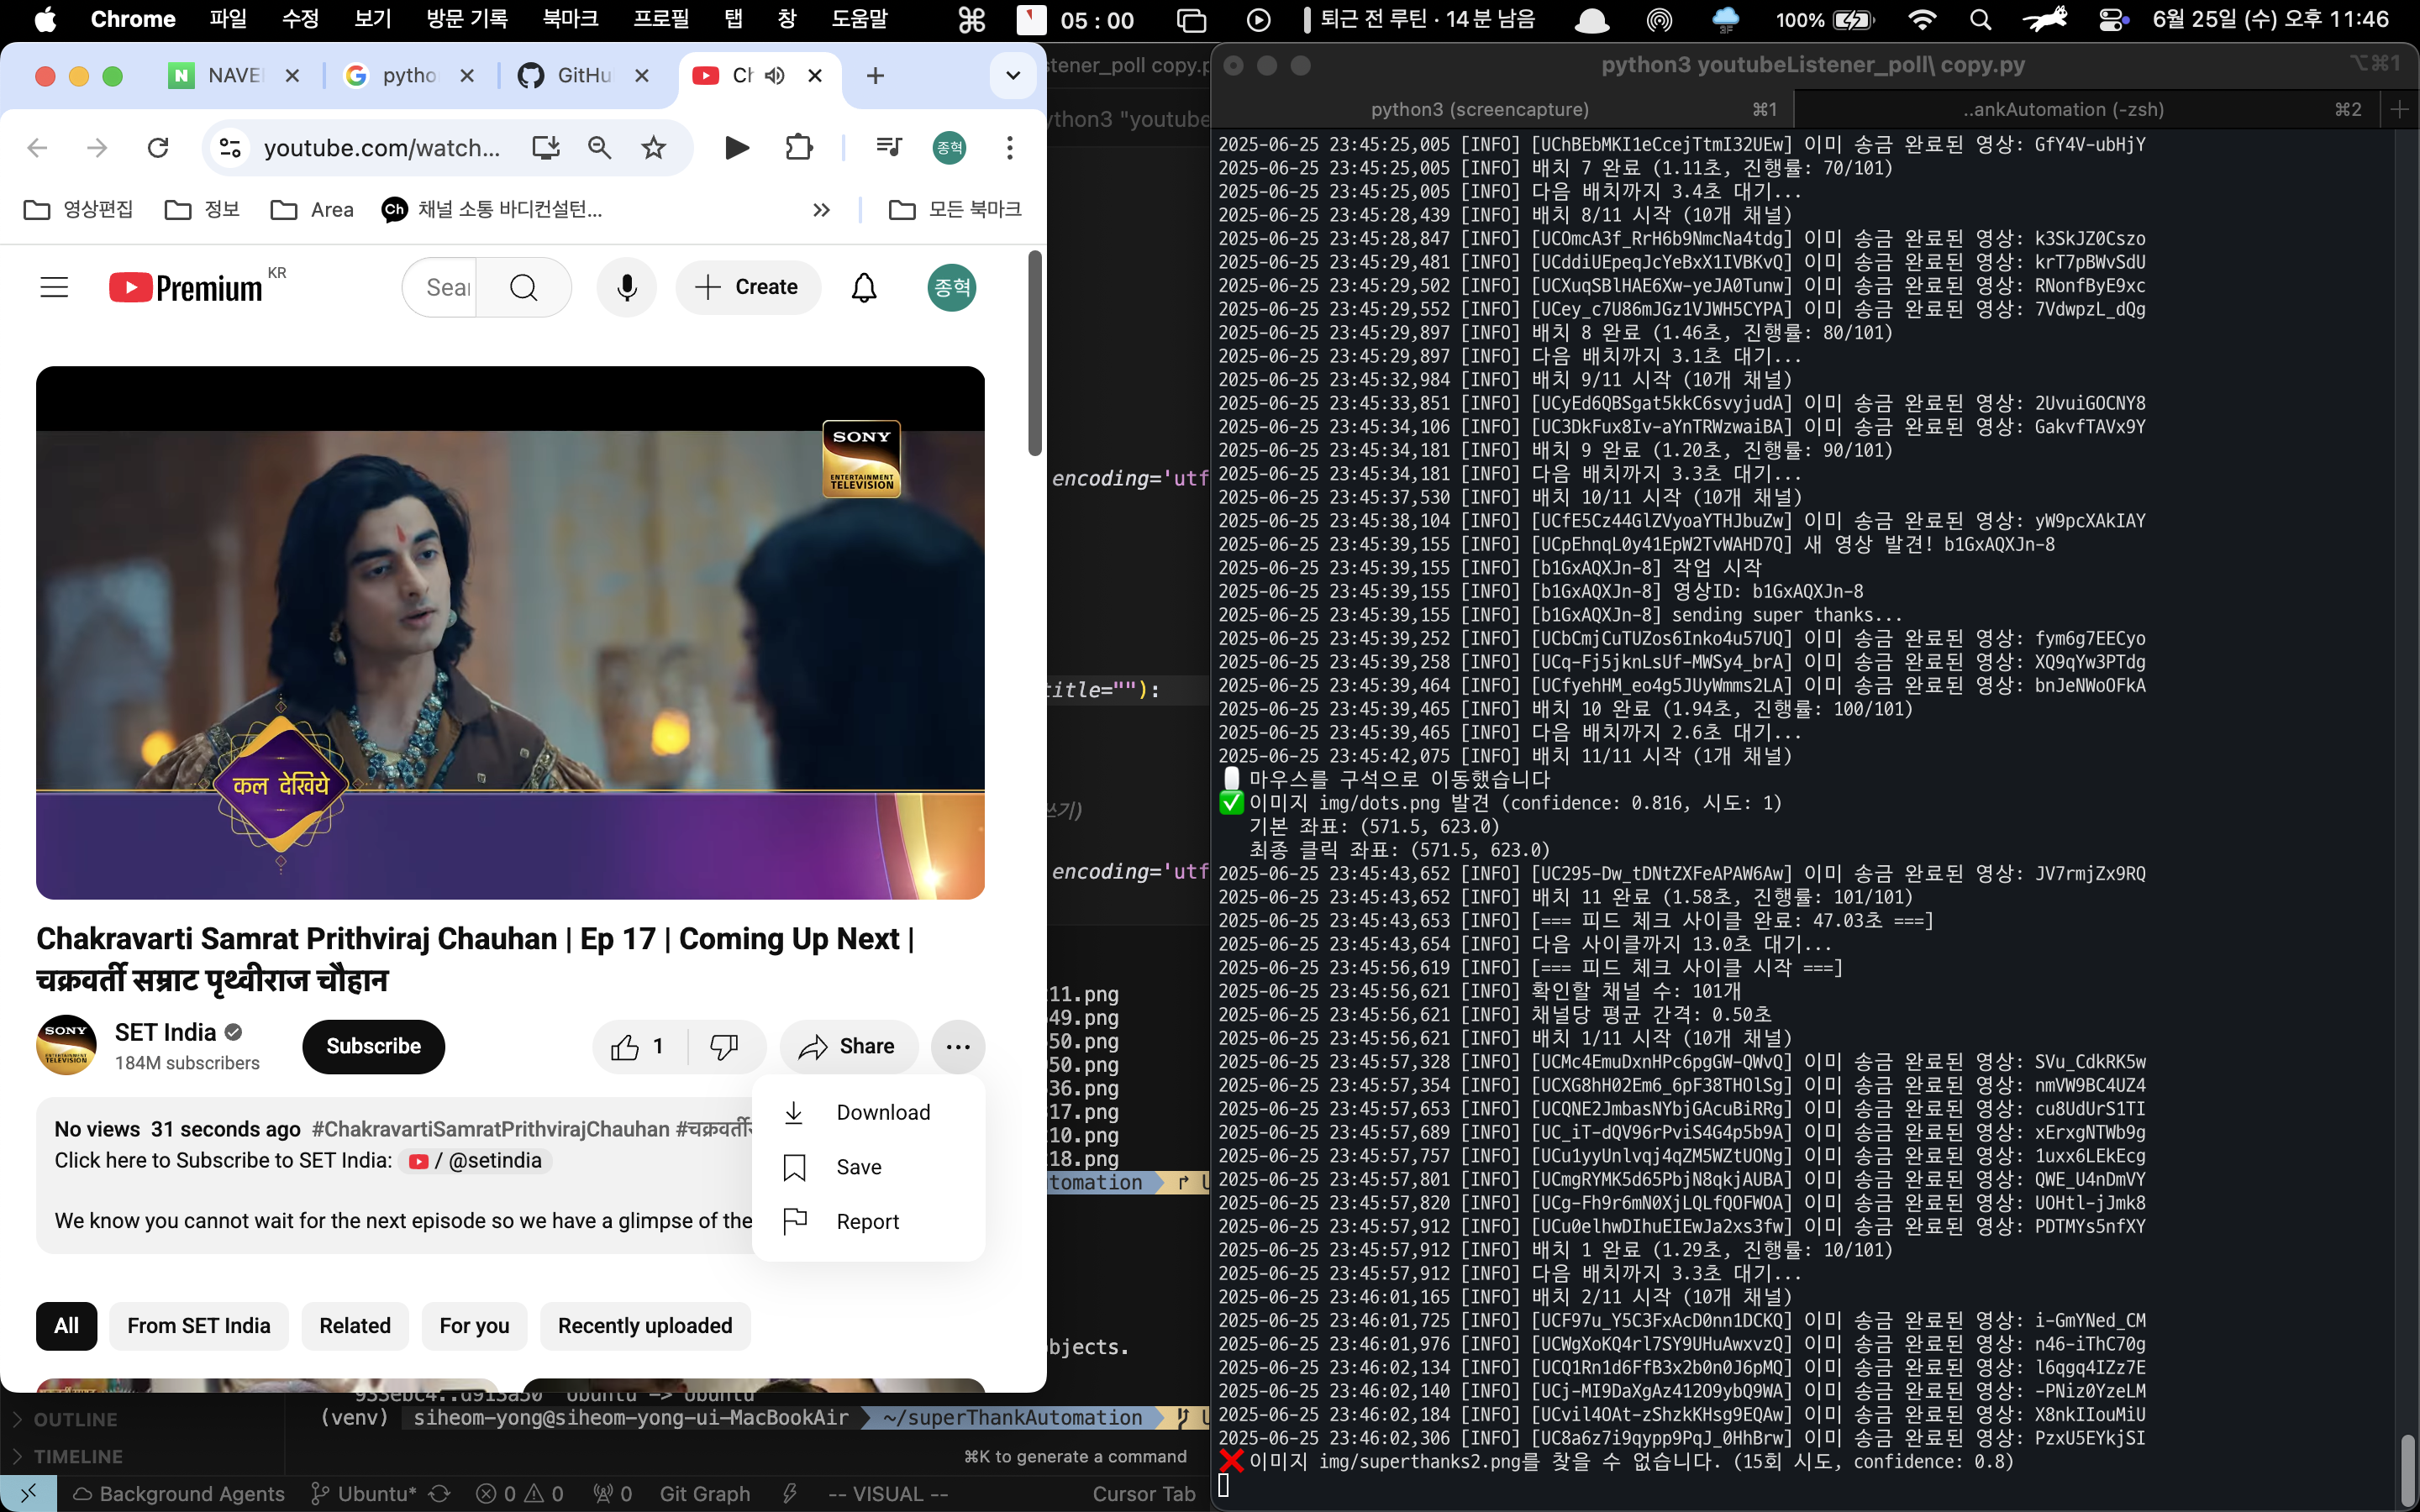 Chrome 파일 수정 보기 방문 기록 북마크 프로필 탭 창 도움말 05 : 00 퇴근 전 루틴 · 14분 남음 3F 100% 6월 25일 (수) 오후 11:46
NAVE pytho GitHu Ch
youtube.com/watch... 종혁
영상편집 정보 Area Ch 채널 소통 바디컨설턴... » 모든 북마크
Premium KR Sear Create 종혁
SONY
ENTERTAINMENT
TELEVISION
कल देखिये
Chakravarti Samrat Prithviraj Chauhan | Ep 17 | Coming Up Next |
चक्रवर्ती सम्राट पृथ्वीराज चौहान
SONY SET India
184M subscribers
Subscribe 1 Share ...
Download
Save
Report
No views 31 seconds ago #ChakravartiSamratPrithvirajChauhan
Click here to Subscribe to SET India: / @setindia
We know you cannot wait for the next episode so we have a glimpse of the
All From SET India Related For you Recently uploaded
stener_poll copy.p
ython3 "youtube
encoding='utf
title=""):
쓰기)
encoding='utf
11.png
49.png
50.png
50.png
36.png
17.png
10.png
18.png
tomation
bjects.
OUTLINE
TIMELINE
(venv) siheom-yong@siheom-yong-ui-MacBookAir ~/superThankAutomation
⌘K to generate a command
Background Agents Ubuntu* 0 0 0 Git Graph -- VISUAL -- Cursor Tab
python3 youtubeListener_poll\ copy.py ⌥⌘1
python3 (screencapture) ⌘1 ..ankAutomation (-zsh) ⌘2
2025-06-25 23:45:25,005 [INFO] [UChBEbMKI1eCcejTtmI32UEw] 이미 송금 완료된 영상: GfY4V-ubHjY
2025-06-25 23:45:25,005 [INFO] 배치 7 완료 (1.11초, 진행률: 70/101)
2025-06-25 23:45:25,005 [INFO] 다음 배치까지 3.4초 대기...
2025-06-25 23:45:28,439 [INFO] 배치 8/11 시작 (10개 채널)
2025-06-25 23:45:28,847 [INFO] [UCOmcA3f_RrH6b9NmcNa4tdg] 이미 송금 완료된 영상: k3SkJZ0Cszo
2025-06-25 23:45:29,481 [INFO] [UCddiUEpeqJcYeBxX1IVBKvQ] 이미 송금 완료된 영상: krT7pBWvSdU
2025-06-25 23:45:29,502 [INFO] [UCXuqSBlHAE6Xw-yeJA0Tunw] 이미 송금 완료된 영상: RNonfByE9xc
2025-06-25 23:45:29,552 [INFO] [UCey_c7U86mJGz1VJWH5CYPA] 이미 송금 완료된 영상: 7VdwpzL_dQg
2025-06-25 23:45:29,897 [INFO] 배치 8 완료 (1.46초, 진행률: 80/101)
2025-06-25 23:45:29,897 [INFO] 다음 배치까지 3.1초 대기...
2025-06-25 23:45:32,984 [INFO] 배치 9/11 시작 (10개 채널)
2025-06-25 23:45:33,851 [INFO] [UCyEd6QBSgat5kkC6svyjudA] 이미 송금 완료된 영상: 2UvuiGOCNY8
2025-06-25 23:45:34,106 [INFO] [UC3DkFux8Iv-aYnTRWzwaiBA] 이미 송금 완료된 영상: GakvfTAVx9Y
2025-06-25 23:45:34,181 [INFO] 배치 9 완료 (1.20초, 진행률: 90/101)
2025-06-25 23:45:34,181 [INFO] 다음 배치까지 3.3초 대기...
2025-06-25 23:45:37,530 [INFO] 배치 10/11 시작 (10개 채널)
2025-06-25 23:45:38,104 [INFO] [UCfE5Cz44GlZVyoaYTHJbuZw] 이미 송금 완료된 영상: yW9pcXAkIAY
2025-06-25 23:45:39,155 [INFO] [UCpEhnqL0y41EpW2TvWAHD7Q] 새 영상 발견! b1GxAQXJn-8
2025-06-25 23:45:39,155 [INFO] [b1GxAQXJn-8] 작업 시작
2025-06-25 23:45:39,155 [INFO] [b1GxAQXJn-8] 영상ID: b1GxAQXJn-8
2025-06-25 23:45:39,155 [INFO] [b1GxAQXJn-8] sending super thanks...
2025-06-25 23:45:39,252 [INFO] [UCbCmjCuTUZos6Inko4u57UQ] 이미 송금 완료된 영상: fym6g7EECyo
2025-06-25 23:45:39,258 [INFO] [UCq-Fj5jknLsUf-MWSy4_brA] 이미 송금 완료된 영상: XQ9qYw3PTdg
2025-06-25 23:45:39,464 [INFO] [UCfyehHM_eo4g5JUyWmms2LA] 이미 송금 완료된 영상: bnJeNWoOFkA
2025-06-25 23:45:39,465 [INFO] 배치 10 완료 (1.94초, 진행률: 100/101)
2025-06-25 23:45:39,465 [INFO] 다음 배치까지 2.6초 대기...
2025-06-25 23:45:42,075 [INFO] 배치 11/11 시작 (1개 채널)
마우스를 구석으로 이동했습니다
✅ 이미지 img/dots.png 발견 (confidence: 0.816, 시도: 1)
기본 좌표: (571.5, 623.0)
최종 클릭 좌표: (571.5, 623.0)
2025-06-25 23:45:43,652 [INFO] [UC295-Dw_tDNtZXFeAPAW6Aw] 이미 송금 완료된 영상: JV7rmjZx9RQ
2025-06-25 23:45:43,652 [INFO] 배치 11 완료 (1.58초, 진행률: 101/101)
2025-06-25 23:45:43,653 [INFO] [=== 피드 체크 사이클 완료: 47.03초 ===]
2025-06-25 23:45:43,654 [INFO] 다음 사이클까지 13.0초 대기...
2025-06-25 23:45:56,619 [INFO] [=== 피드 체크 사이클 시작 ===]
2025-06-25 23:45:56,621 [INFO] 확인할 채널 수: 101개
2025-06-25 23:45:56,621 [INFO] 채널당 평균 간격: 0.50초
2025-06-25 23:45:56,621 [INFO] 배치 1/11 시작 (10개 채널)
2025-06-25 23:45:57,328 [INFO] [UCMc4EmuDxnHPc6pgGW-QWvQ] 이미 송금 완료된 영상: SVu_CdkRK5w
2025-06-25 23:45:57,354 [INFO] [UCXG8hH02Em6_6pF38THOlSg] 이미 송금 완료된 영상: nmVW9BC4UZ4
2025-06-25 23:45:57,653 [INFO] [UCQNE2JmbasNYbjGAcuBiRRg] 이미 송금 완료된 영상: cu8UdUrS1TI
2025-06-25 23:45:57,689 [INFO] [UC_iT-dQV96rPviS4G4p5b9A] 이미 송금 완료된 영상: xErxgNTWb9g
2025-06-25 23:45:57,757 [INFO] [UCu1yyUnlvqj4qZM5WZtUONg] 이미 송금 완료된 영상: 1uxx6LEkEcg
2025-06-25 23:45:57,801 [INFO] [UCmgRYMK5d65PbjN8qkjAUBA] 이미 송금 완료된 영상: QWE_U4nDmVY
2025-06-25 23:45:57,820 [INFO] [UCg-Fh9r6mN0XjLQLfQOFWOA] 이미 송금 완료된 영상: UOHtl-jJmk8
2025-06-25 23:45:57,912 [INFO] [UCu0elhwDIhuEIEwJa2xs3fw] 이미 송금 완료된 영상: PDTMYs5nfXY
2025-06-25 23:45:57,912 [INFO] 배치 1 완료 (1.29초, 진행률: 10/101)
2025-06-25 23:45:57,912 [INFO] 다음 배치까지 3.3초 대기...
2025-06-25 23:46:01,165 [INFO] 배치 2/11 시작 (10개 채널)
2025-06-25 23:46:01,725 [INFO] [UCF97u_Y5C3FxAcD0nn1DCKQ] 이미 송금 완료된 영상: i-GmYNed_CM
2025-06-25 23:46:01,976 [INFO] [UCWgXoKQ4rl7SY9UHuAwxvzQ] 이미 송금 완료된 영상: n46-iThC70g
2025-06-25 23:46:02,134 [INFO] [UCQ1Rn1d6FfB3x2b0n0J6pMQ] 이미 송금 완료된 영상: l6qgq4IZz7E
2025-06-25 23:46:02,140 [INFO] [UCj-MI9DaXgAz412O9ybQ9WA] 이미 송금 완료된 영상: -PNiz0YzeLM
2025-06-25 23:46:02,184 [INFO] [UCvil4OAt-zShzkKHsg9EQAw] 이미 송금 완료된 영상: X8nkIIouMiU
2025-06-25 23:46:02,306 [INFO] [UC8a6z7i9qypp9PqJ_0HhBrw] 이미 송금 완료된 영상: PzxU5EYkjSI
❌ 이미지 img/superthanks2.png를 찾을 수 없습니다. (15회 시도, confidence: 0.8)